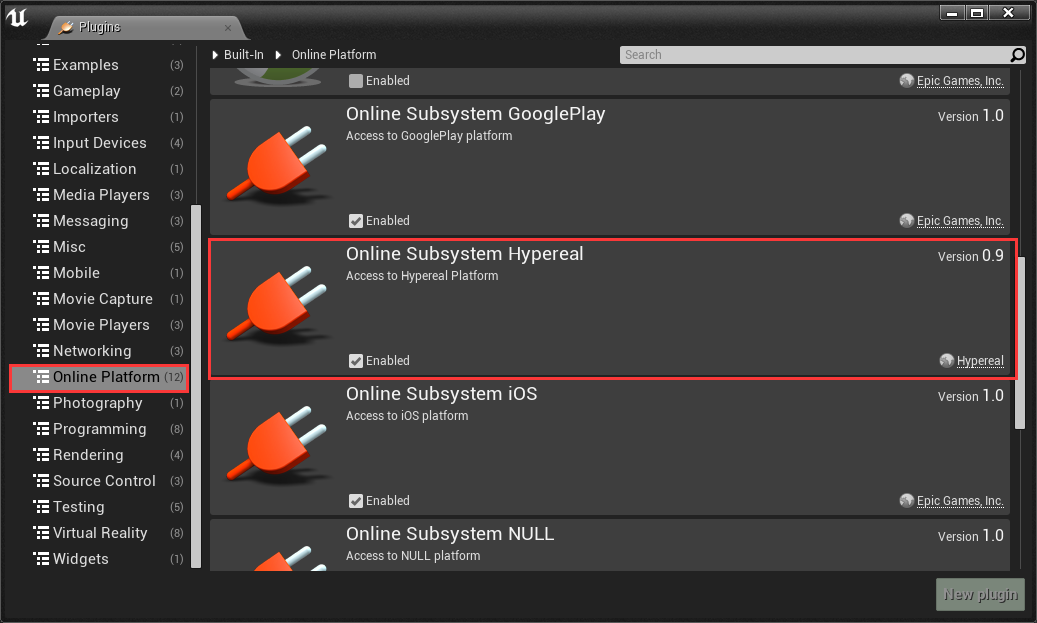 Plugins
Built-In Online Platform
Search
Examples (3)
Gameplay (2)
Importers (1)
Input Devices (4)
Localization (1)
Media Players (3)
Messaging (3)
Misc (5)
Mobile (1)
Movie Capture (1)
Movie Players (3)
Networking (3)
Online Platform (12)
Photography (1)
Programming (8)
Rendering (4)
Source Control (3)
Testing (5)
Virtual Reality (8)
Widgets (1)
Enabled
Epic Games, Inc.
Online Subsystem GooglePlay
Version 1.0
Access to GooglePlay platform
Enabled
Epic Games, Inc.
Online Subsystem Hypereal
Version 0.9
Access to Hypereal Platform
Enabled
Hypereal
Online Subsystem iOS
Version 1.0
Access to iOS platform
Enabled
Epic Games, Inc.
Online Subsystem NULL
Version 1.0
Access to NULL platform
New plugin